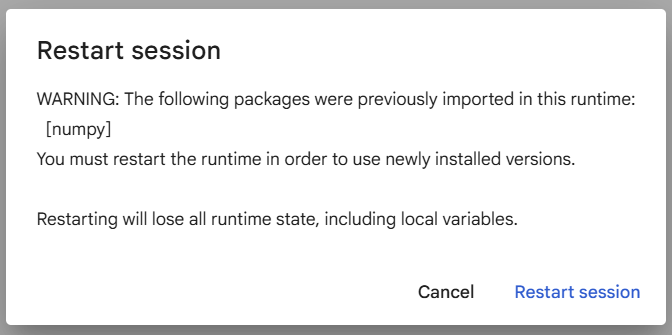 Restart session
WARNING: The following packages were previously imported in this runtime:
[numpy]
You must restart the runtime in order to use newly installed versions.
Restarting will lose all runtime state, including local variables.
Cancel Restart session